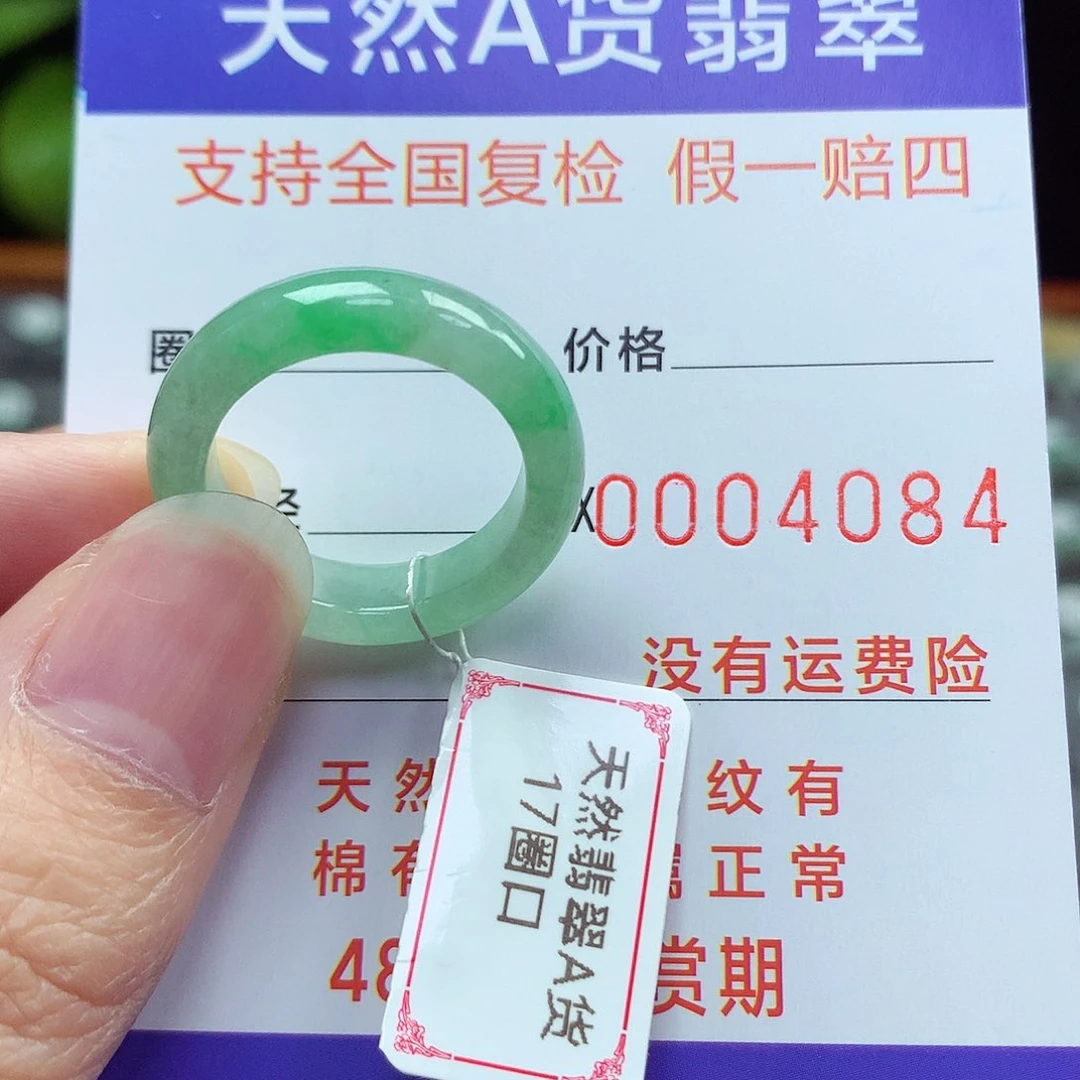 天然A货翡翠
支持全国复检 假一赔四
圈
价格
X0004084
没有运费险
天然
纹有
棉有
正常
48
赏期
天然翡翠A货
17圈口